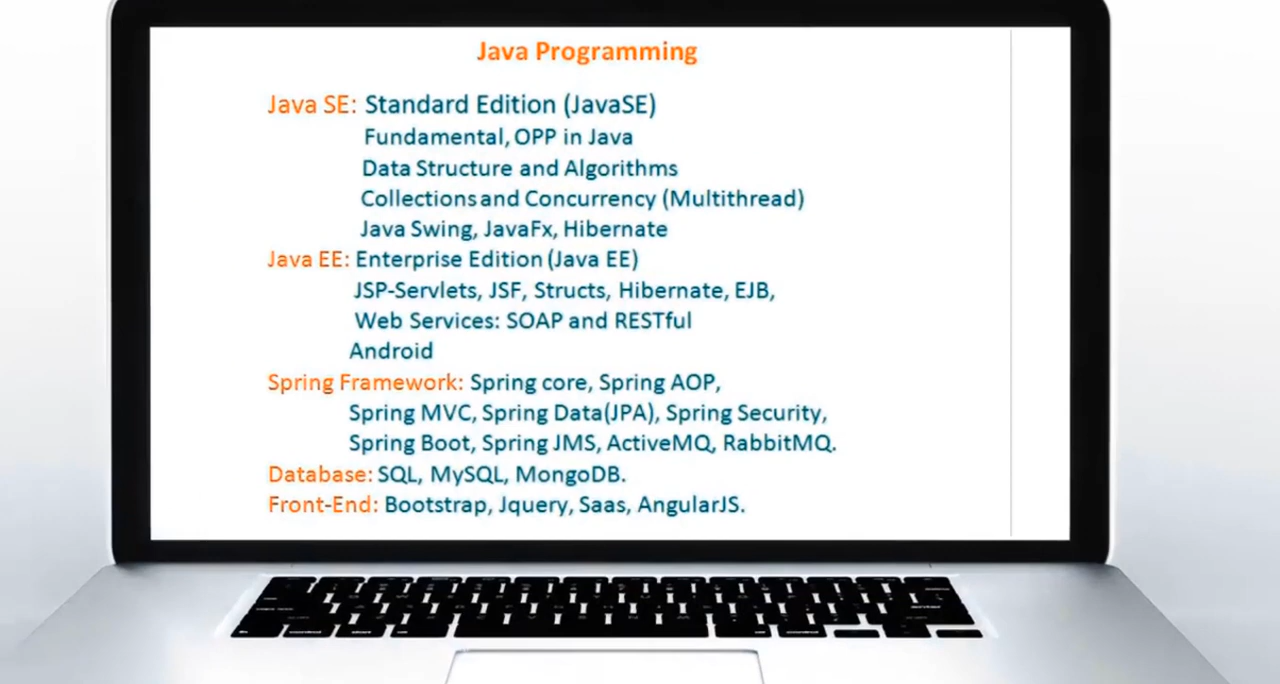 Java Programming
Java SE: Standard Edition (JavaSE)
Fundamental, OPP in Java
Data Structure and Algorithms
Collections and Concurrency (Multithread)
Java Swing, JavaFx, Hibernate
Java EE: Enterprise Edition (Java EE)
JSP-Servlets, JSF, Structs, Hibernate, EJB,
Web Services: SOAP and RESTful
Android
Spring Framework: Spring core, Spring AOP,
Spring MVC, Spring Data(JPA), Spring Security,
Spring Boot, Spring JMS, ActiveMQ, RabbitMQ.
Database: SQL, MySQL, MongoDB.
Front-End: Bootstrap, Jquery, Saas, AngularJS.